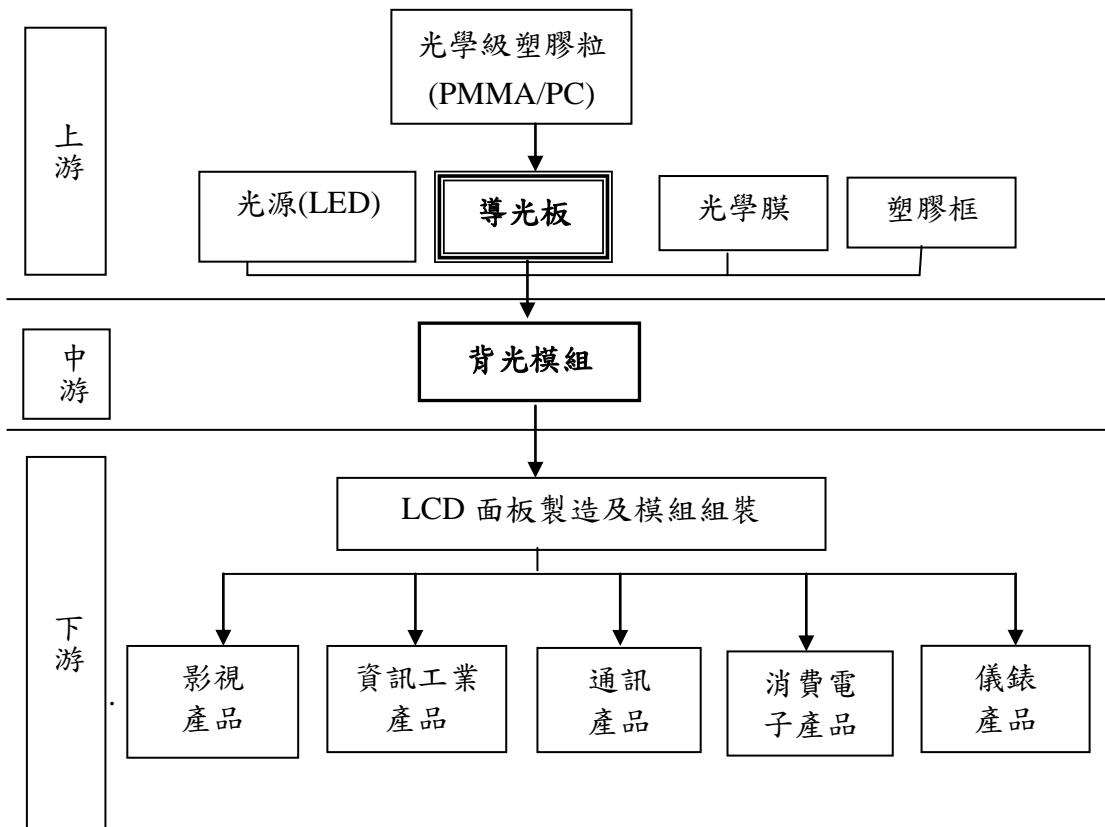 上
游
光學級塑膠粒
(PMMA/PC)
光源(LED)
導光板
光學膜
塑膠框
中
游
背光模組
下
游
LCD 面板製造及模組組裝
影視
產品
資訊工業
產品
通訊
產品
消費電
子產品
儀錶
產品
.